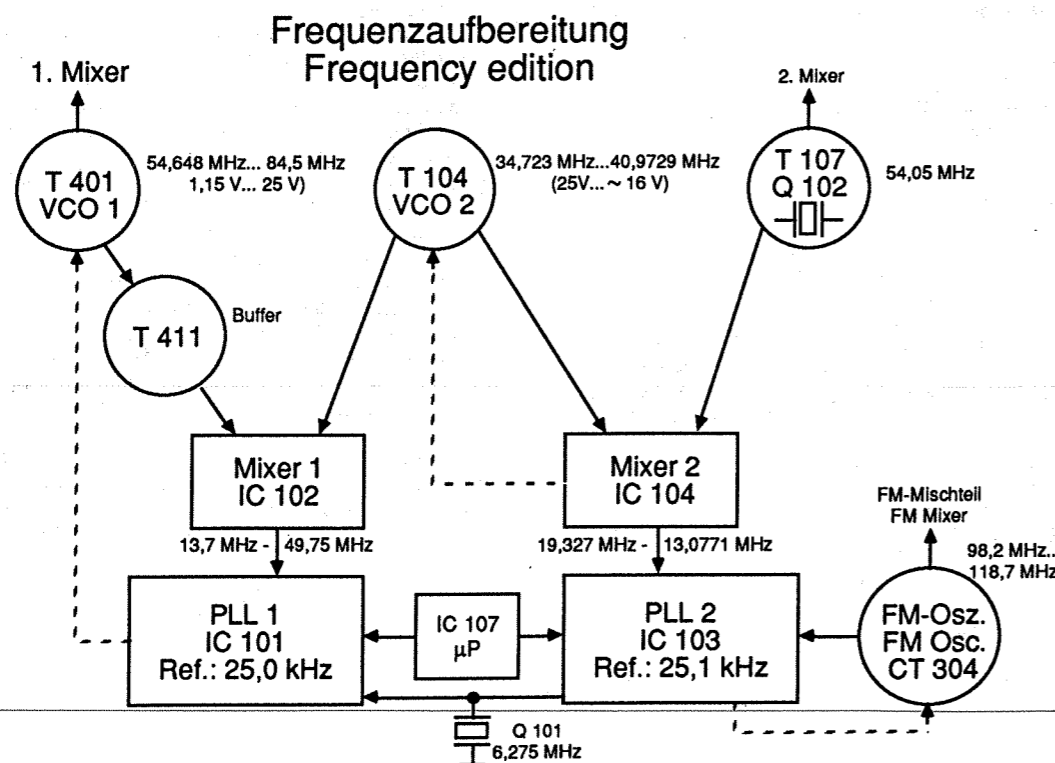 Frequenzaufbereitung
Frequency edition
1. Mixer
2. Mixer
T 401
VCO 1
54,648 MHz... 84,5 MHz
1,15 V... 25 V)
T 104
VCO 2
34,723 MHz...40,9729 MHz
(25V...~ 16 V)
T 107
Q 102
54,05 MHz
T 411
Buffer
Mixer 1
IC 102
Mixer 2
IC 104
13,7 MHz - 49,75 MHz
19,327 MHz - 13,0771 MHz
FM-Mischteil
FM Mixer
98,2 MHz..
118,7 MHz
PLL 1
IC 101
Ref.: 25,0 kHz
IC 107
µP
PLL 2
IC 103
Ref.: 25,1 kHz
FM-Osz.
FM Osc.
CT 304
Q 101
6,275 MHz